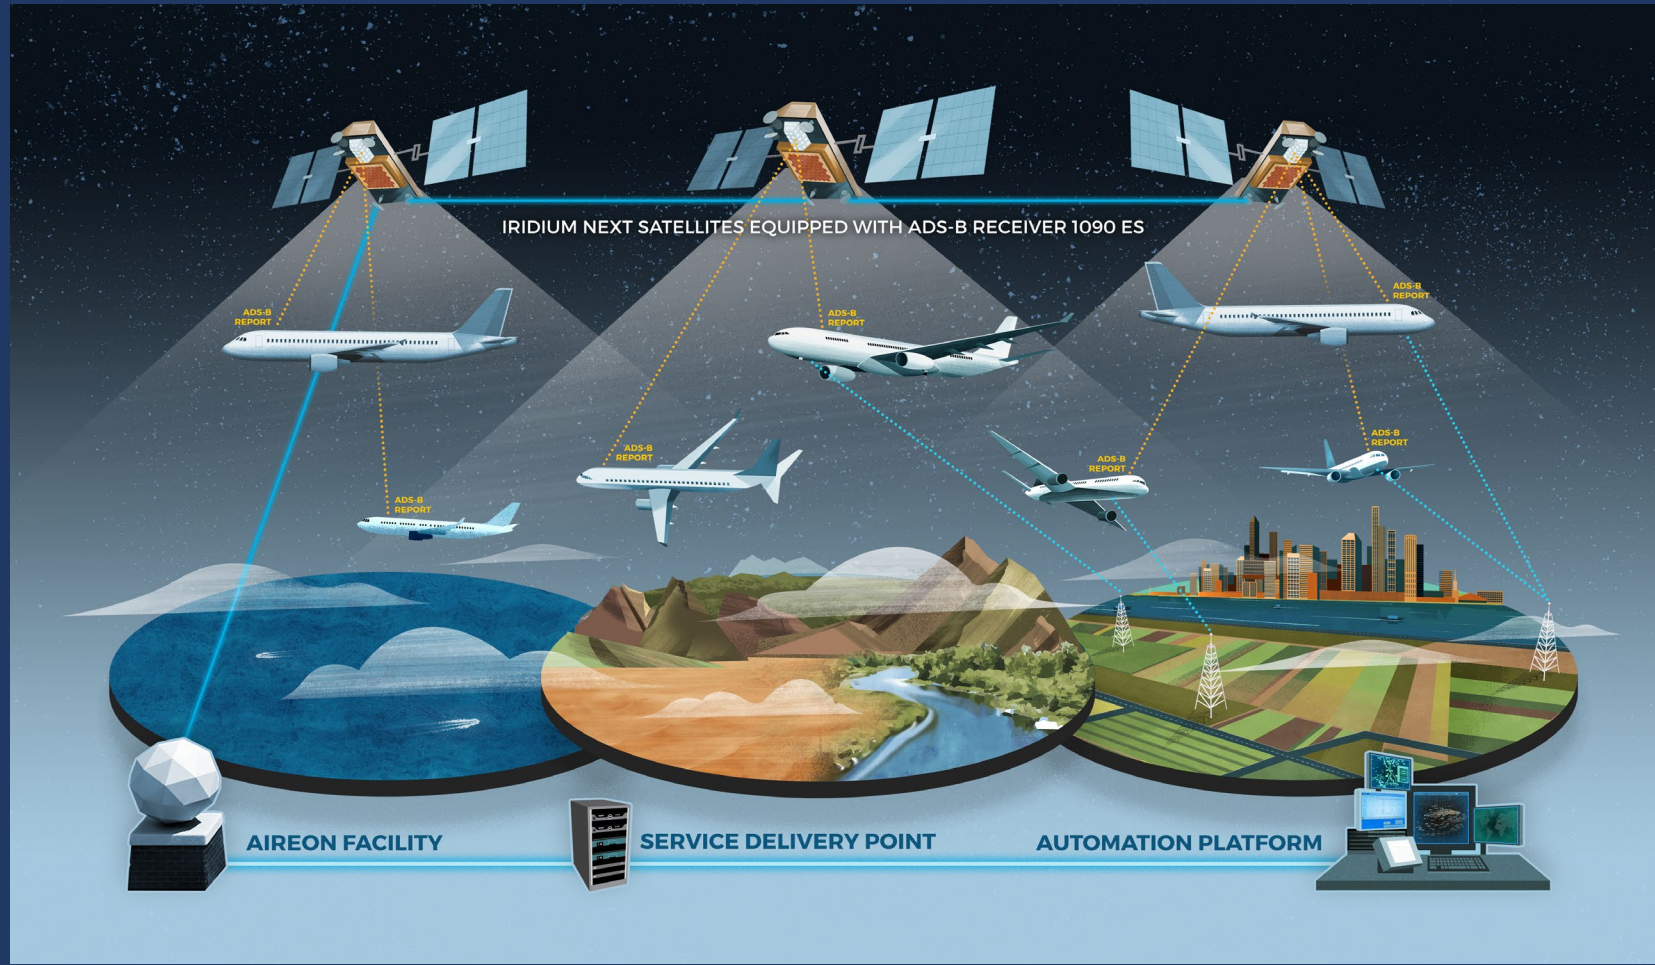 IRIDIUM NEXT SATELLITES EQUIPPED WITH ADS-B RECEIVER 1090 ES
ADS-B
REPORT
ADS-B
REPORT
ADS-B
REPORT
ADS-B
REPORT
ADS-B
REPORT
ADS-B
REPORT
ADS-B
REPORT
AIREON FACILITY
SERVICE DELIVERY POINT
AUTOMATION PLATFORM